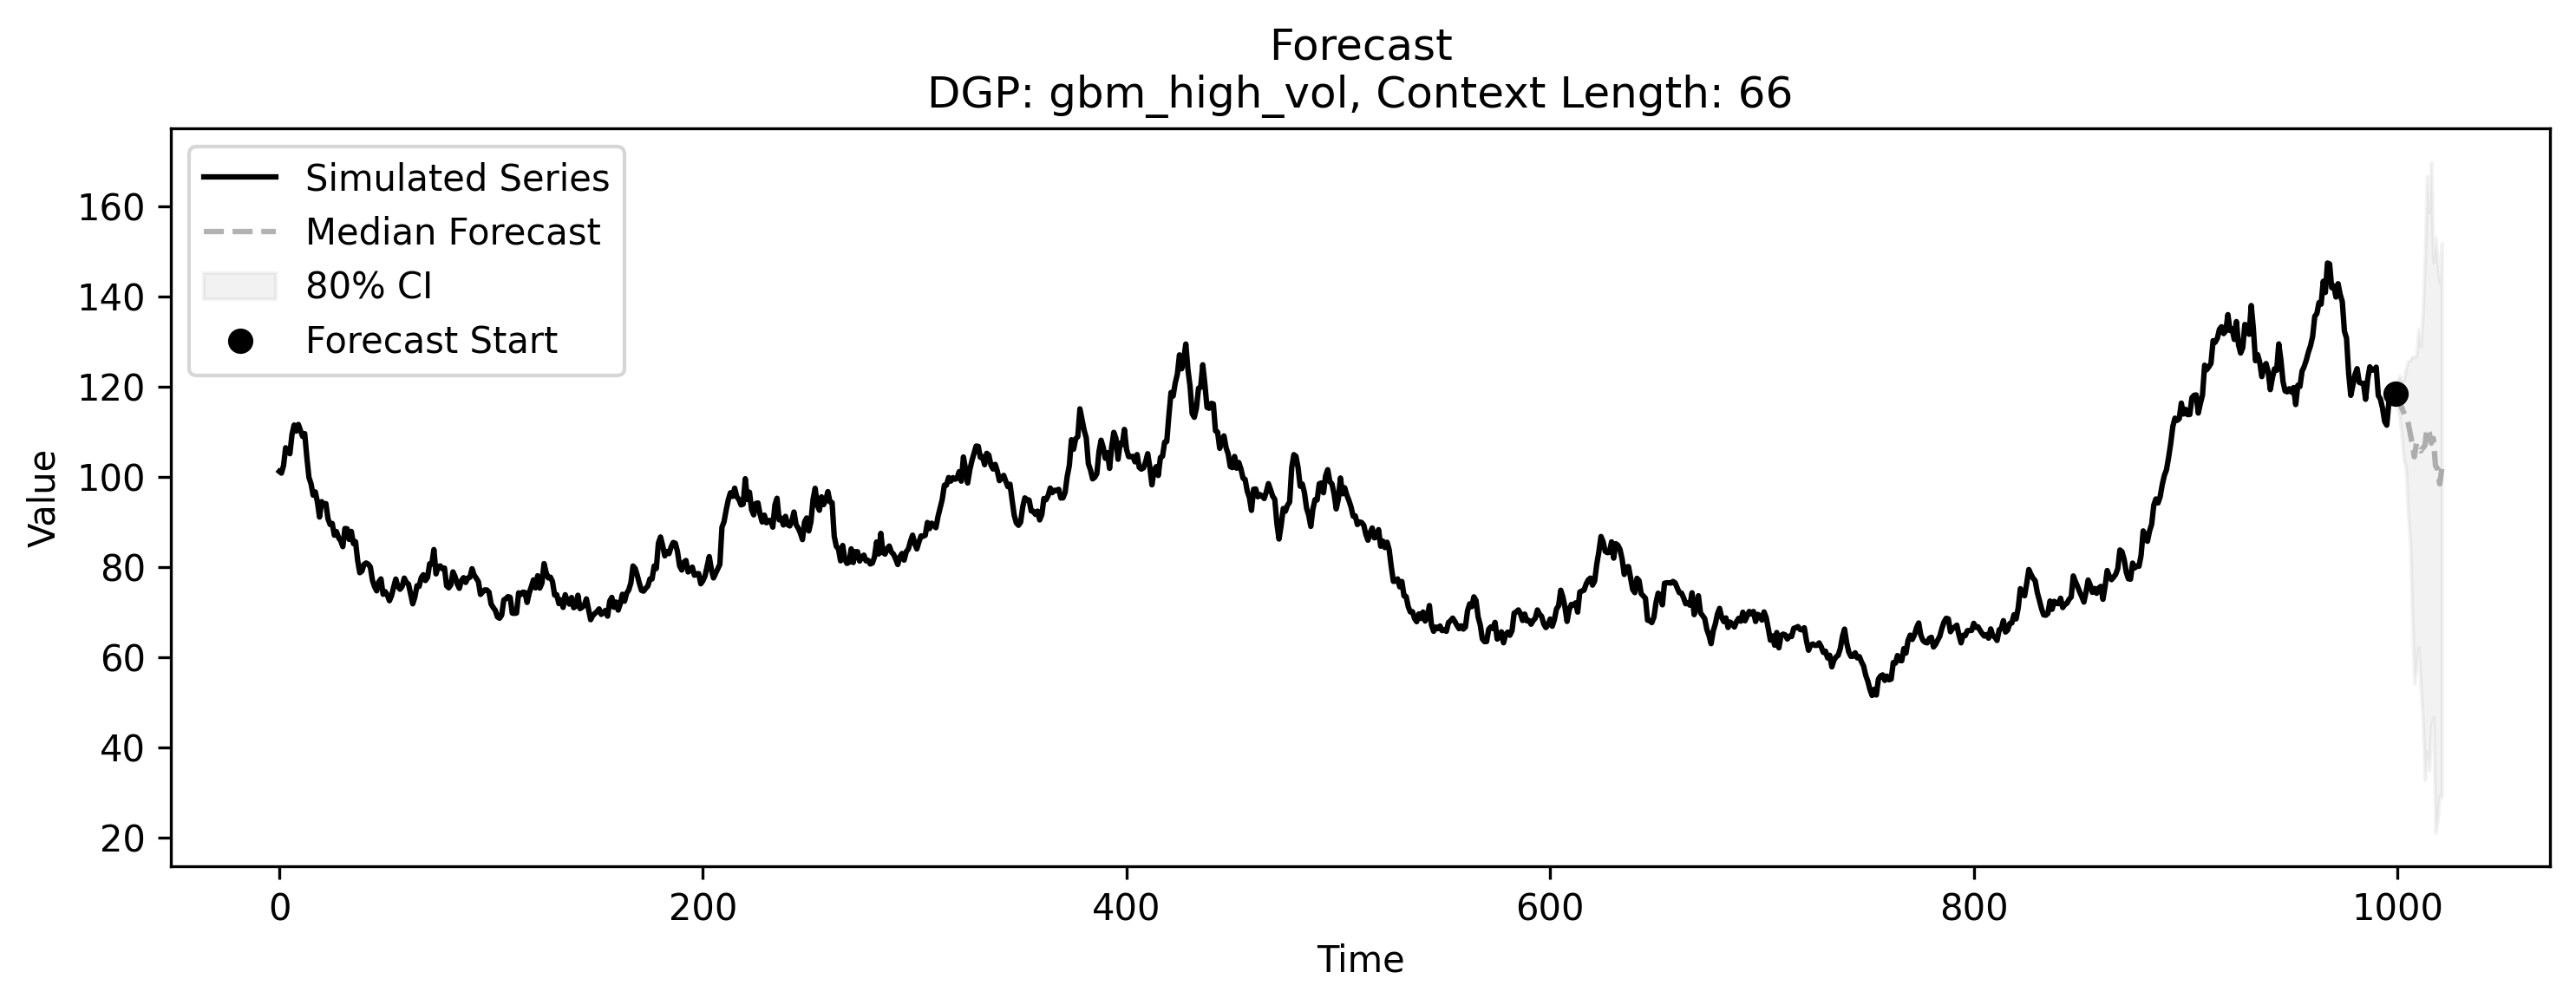 Forecast
DGP: gbm_high_vol, Context Length: 66
Simulated Series
Median Forecast
80% CI
Forecast Start
Value
160
140
120
100
80
60
40
20
0
200
400
600
800
1000
Time